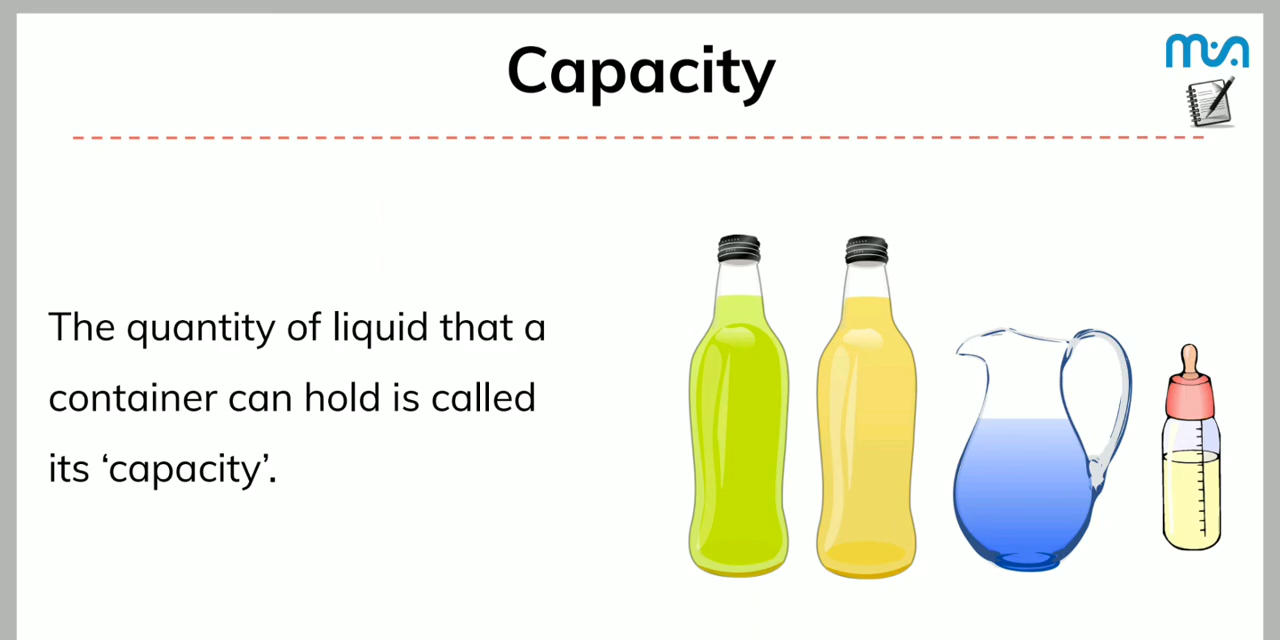 Capacity
The quantity of liquid that a
container can hold is called
its ‘capacity’.